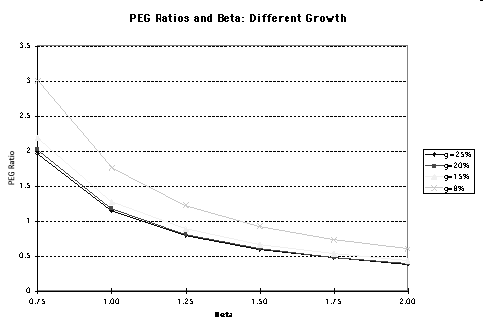 PEG Ratios and Beta: Different Growth
3.5
3
2.5
2
1.5
1
0.5
0
PEG Ratio
0.75 1.00 1.25 1.50 1.75 2.00
Beta
g=25%
g=20%
g=15%
g=8%